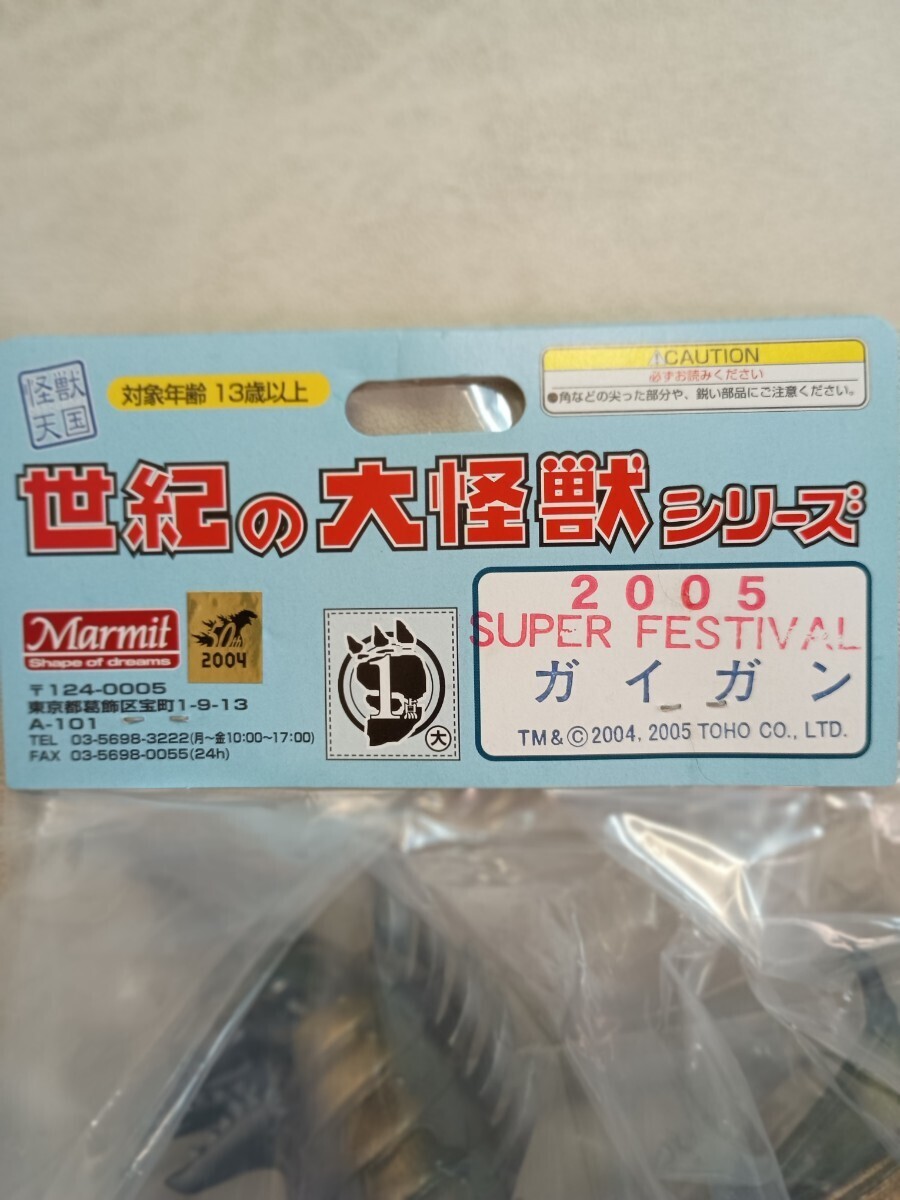 怪獣
天国
対象年齢 13歳以上
CAUTION
必ずお読みください
●角などの尖った部分や、鋭い部品にご注意ください。
世紀の大怪獣シリーズ
Marmit
Shape of dreams
50th
2004
〒124-0005
東京都葛飾区宝町1-9-13
A-101
TEL 03-5698-3222(月~金10:00~17:00)
FAX 03-5698-0055(24h)
1点
大
2005
SUPER FESTIVAL
ガイガン
TM&©2004, 2005 TOHO CO., LTD.